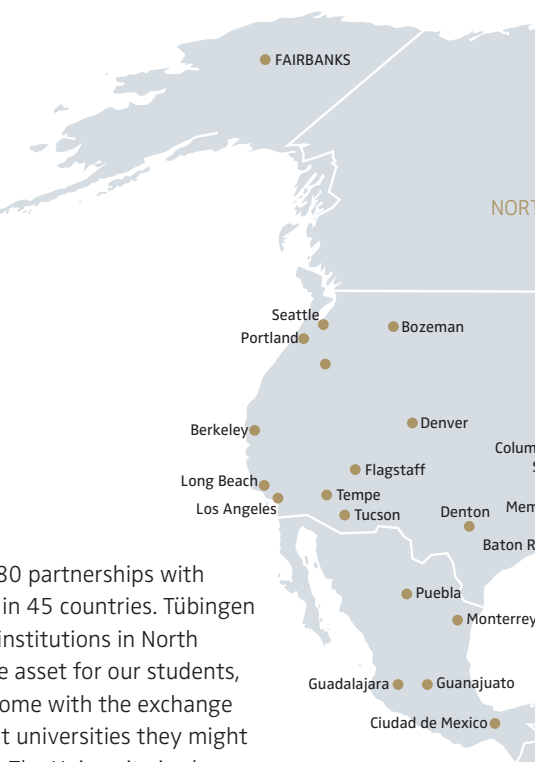 FAIRBANKS
NORT
Seattle
Bozeman
Portland
Berkeley
Denver
Colum
S
Flagstaff
Long Beach
Tempe
Los Angeles
Tucson
Denton
Mem
Baton R
80 partnerships with
in 45 countries. Tübingen
institutions in North
e asset for our students,
ome with the exchange
t universities they might
Puebla
Monterrey
Guadalajara
Guanajuato
Ciudad de Mexico